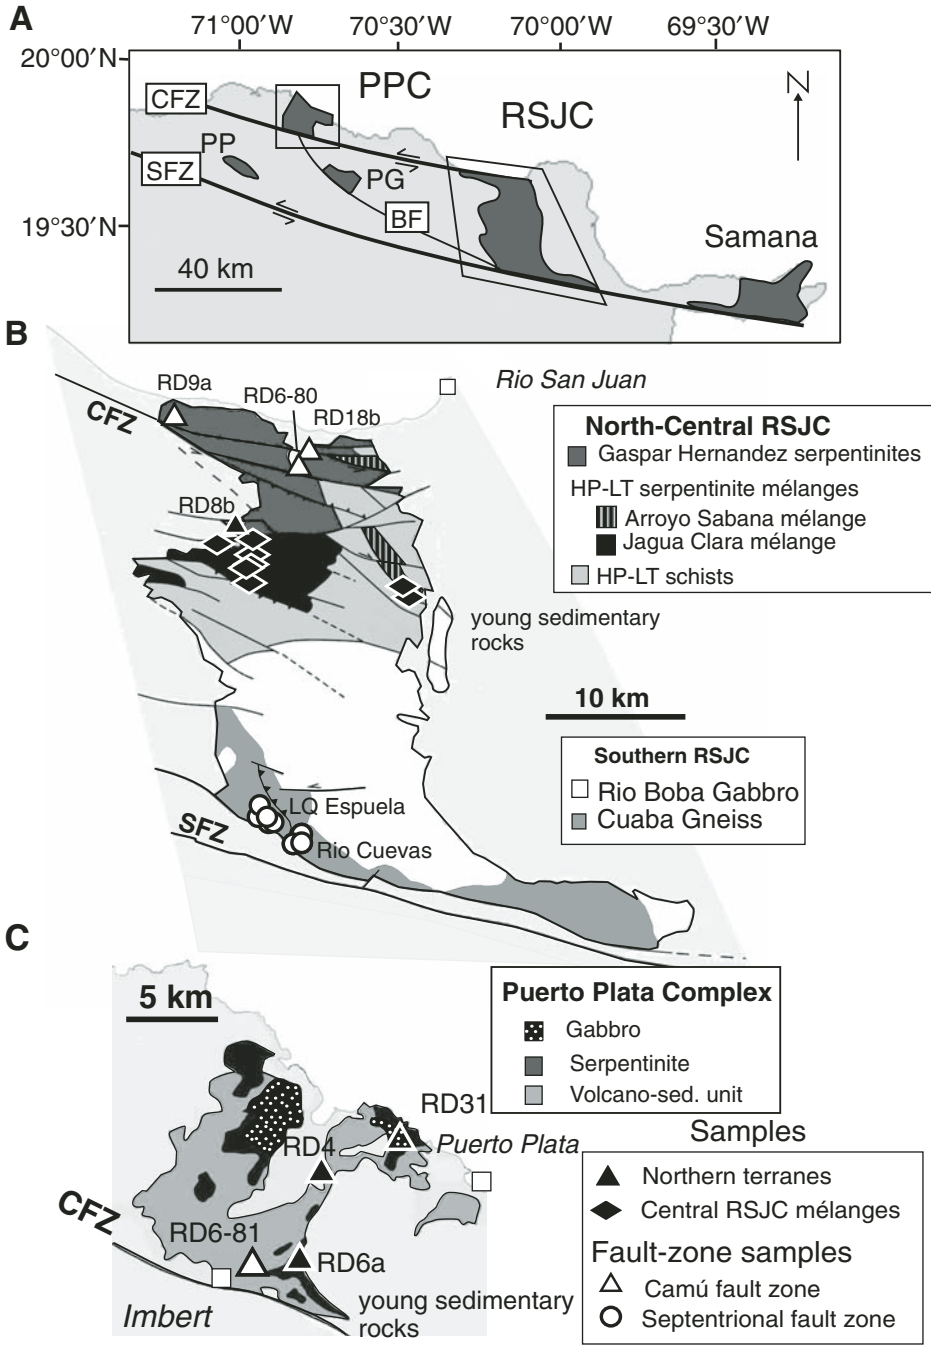 A
71°00′W
70°30′W
70°00′W
69°30′W
20°00′N
PPC
N
CFZ
RSJC
PP
SFZ
PG
BF
19°30′N
Samana
40 km
B
RD9a
Rio San Juan
RD6-80
CFZ
RD18b
North-Central RSJC
Gaspar Hernandez serpentinites
HP-LT serpentinite mélanges
RD8b
Arroyo Sabana mélange
Jagua Clara mélange
HP-LT schists
young sedimentary
rocks
10 km
Southern RSJC
Rio Boba Gabbro
Cuaba Gneiss
LQ Espuela
SFZ
Rio Cuevas
C
5 km
Puerto Plata Complex
Gabbro
Serpentinite
Volcano-sed. unit
RD31
Samples
RD4
Puerto Plata
Northern terranes
Central RSJC mélanges
CFZ
RD6-81
Fault-zone samples
RD6a
Camú fault zone
Imbert
young sedimentary
rocks
Septentrional fault zone